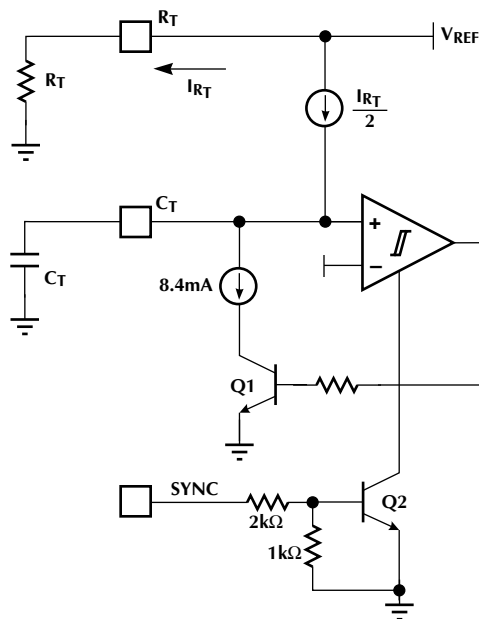 RT
VREF
RT
IRT
IRT
2
CT
+
−
CT
8.4mA
Q1
SYNC
2kΩ
Q2
1kΩ